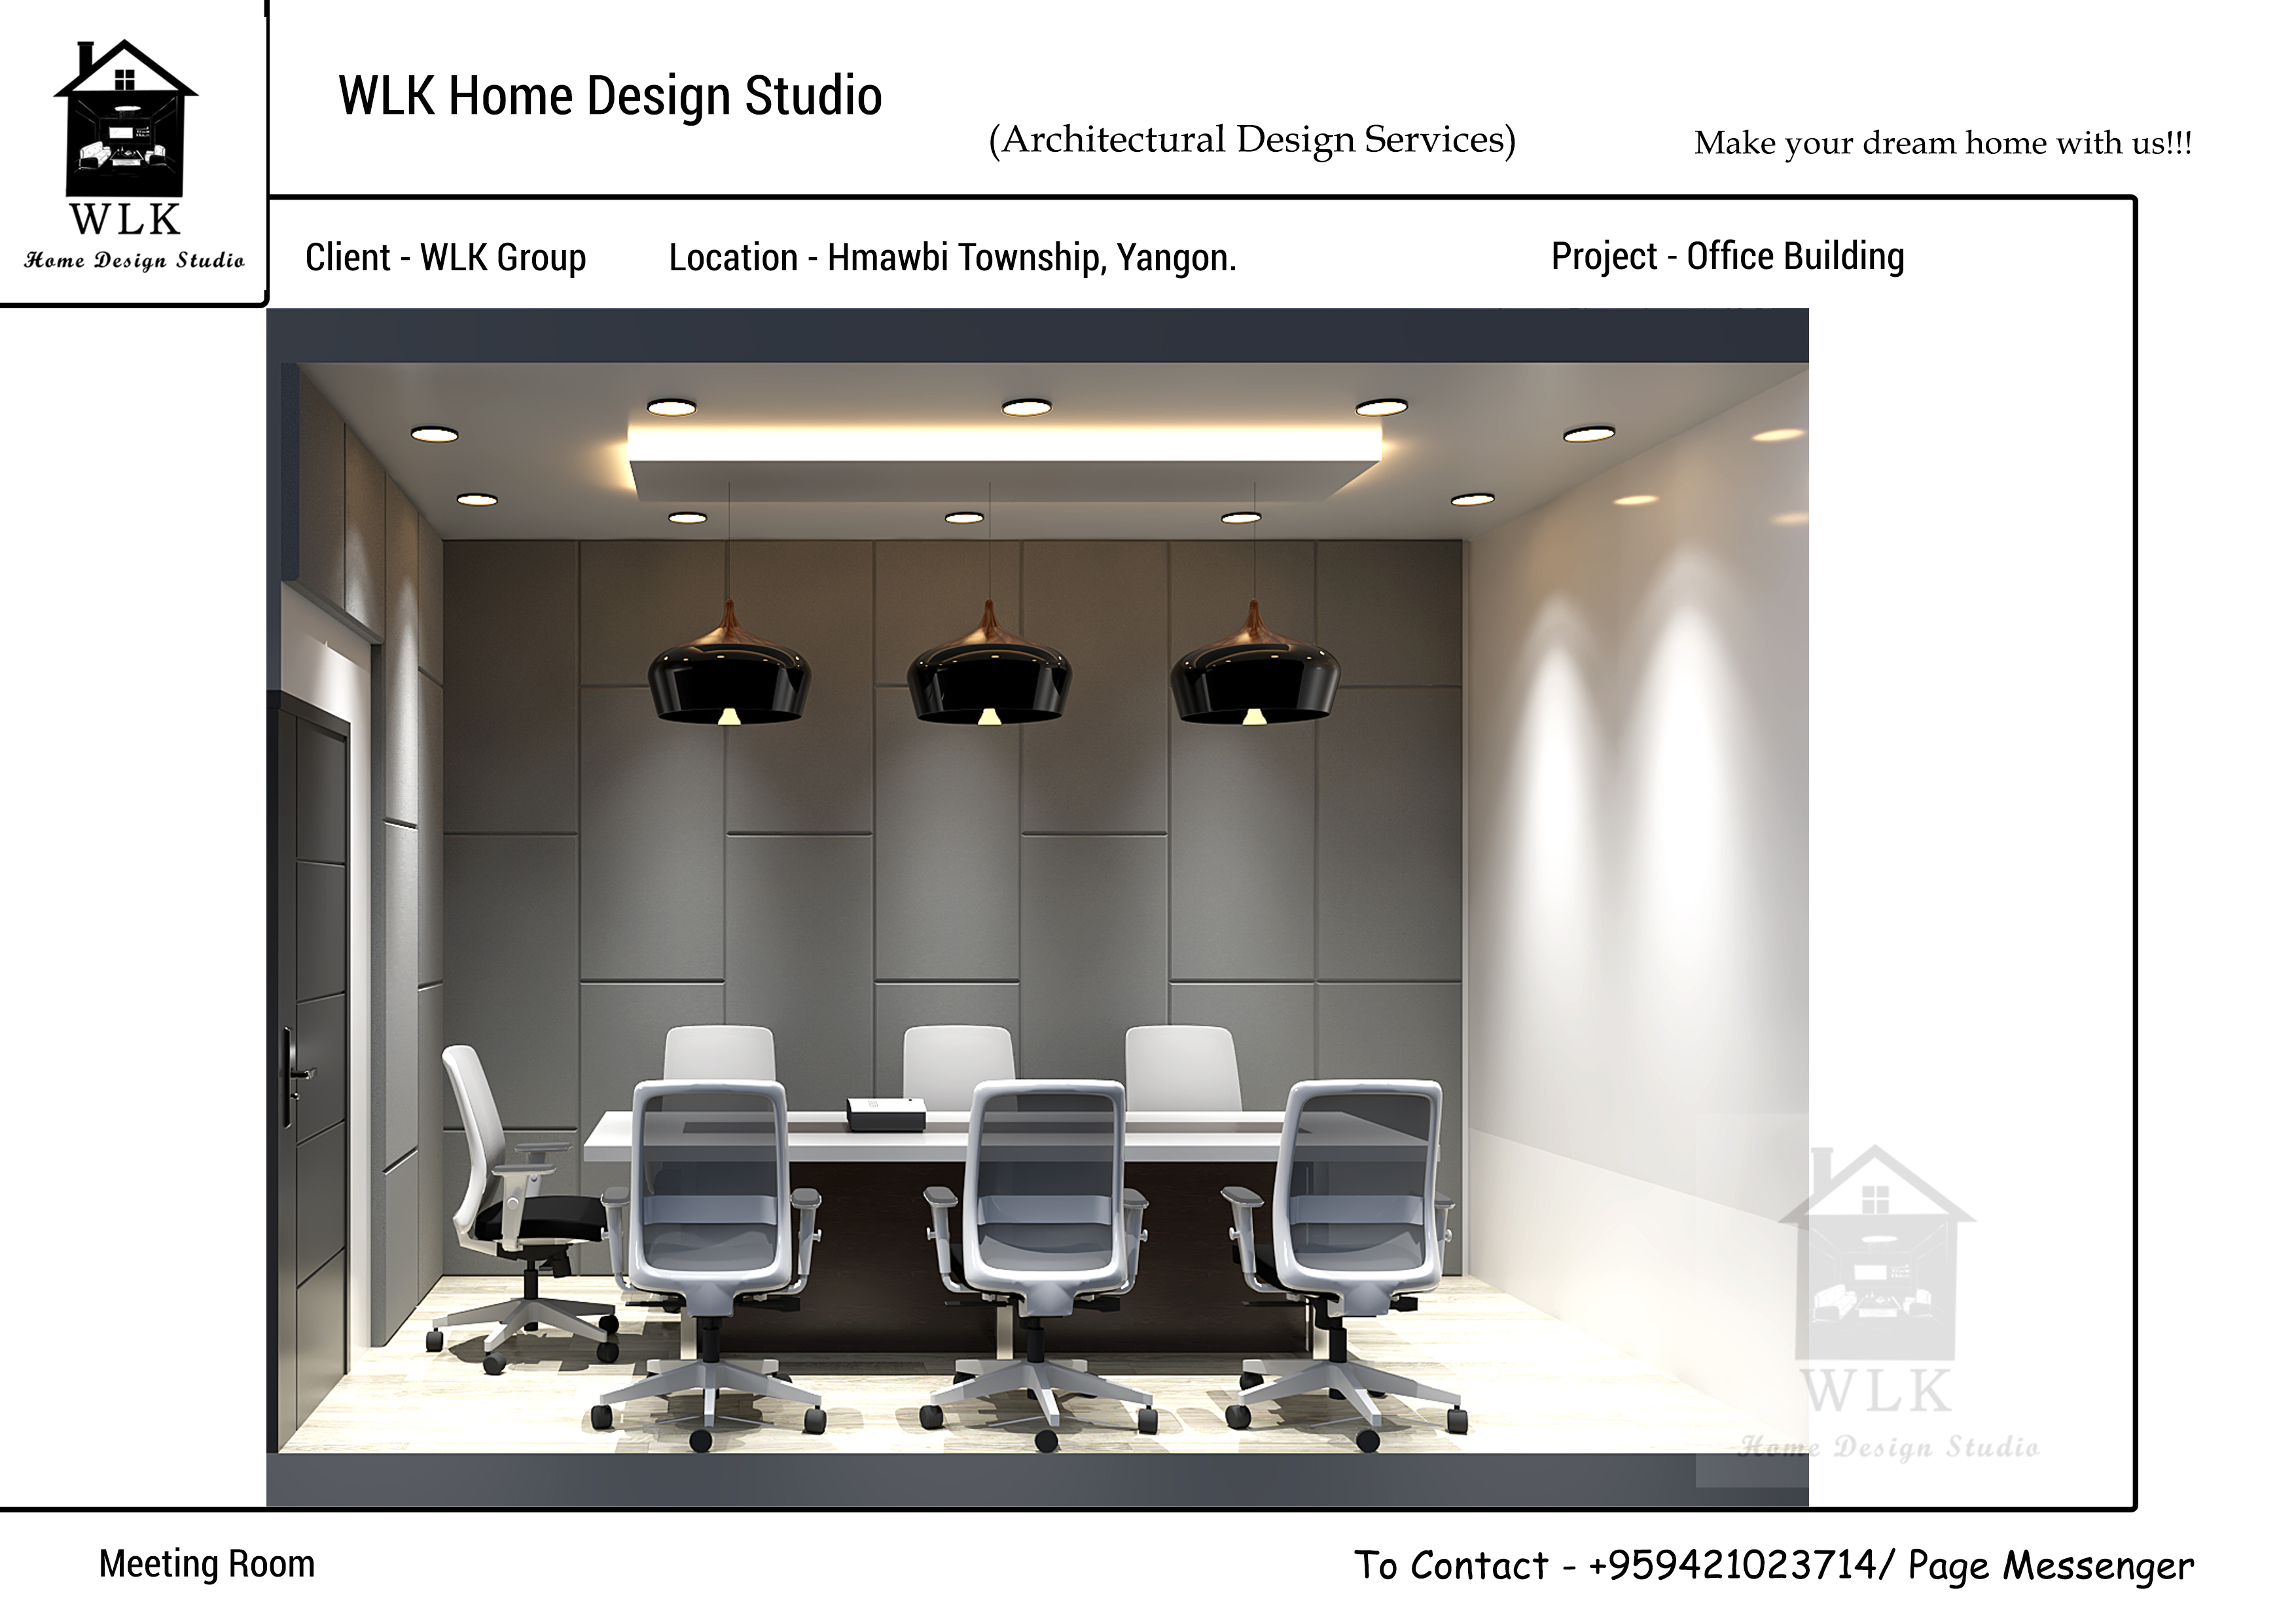 WLK
Home Design Studio
WLK Home Design Studio
(Architectural Design Services)
Make your dream home with us!!!
Client - WLK Group
Location - Hmawbi Township, Yangon.
Project - Office Building
WLK
Home Design Studio
Meeting Room
To Contact - +959421023714/ Page Messenger